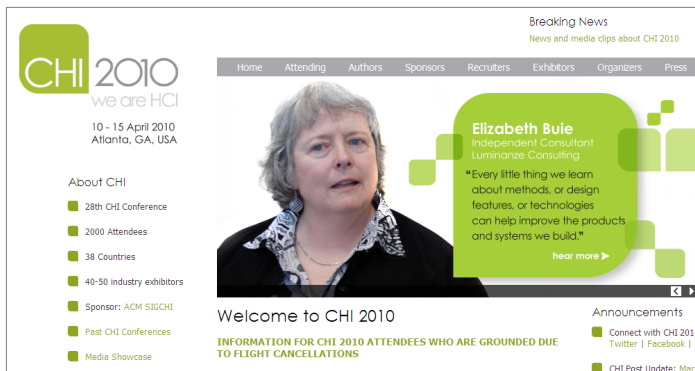 Breaking News
News and media clips about CHI 2010
CHI 2010
we are HCI
10 - 15 April 2010
Atlanta, GA, USA
Home Attending Authors Sponsors Recruiters Exhibitors Organizers Press
Elizabeth Buie
Independent Consultant
Luminanze Consulting
❝Every little thing we learn
about methods, or design
features, or technologies
can help improve the products
and systems we build.❞
hear more ▶
About CHI
28th CHI Conference
2000 Attendees
38 Countries
40-50 industry exhibitors
Sponsor: ACM SIGCHI
Past CHI Conferences
Media Showcase
Welcome to CHI 2010
INFORMATION FOR CHI 2010 ATTENDEES WHO ARE GROUNDED DUE
TO FLIGHT CANCELLATIONS
Announcements
Connect with CHI 201
Twitter | Facebook |
CHI Post Update: Mar